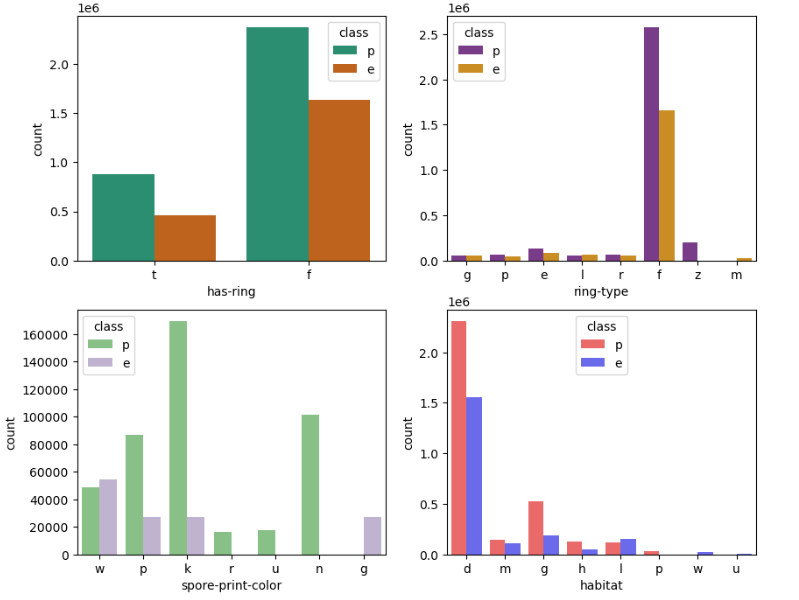 1e6
class
p
e
2.0
1.5
1.0
0.5
0.0
count
t f
has-ring
class
p
e
2.5
2.0
1.5
1.0
0.5
0.0
count
g p e l r f z m
ring-type
class
p
e
160000
140000
120000
100000
80000
60000
40000
20000
0
count
w p k r u n g
spore-print-color
1e6
class
p
e
2.0
1.5
1.0
0.5
0.0
count
d m g h l p w u
habitat